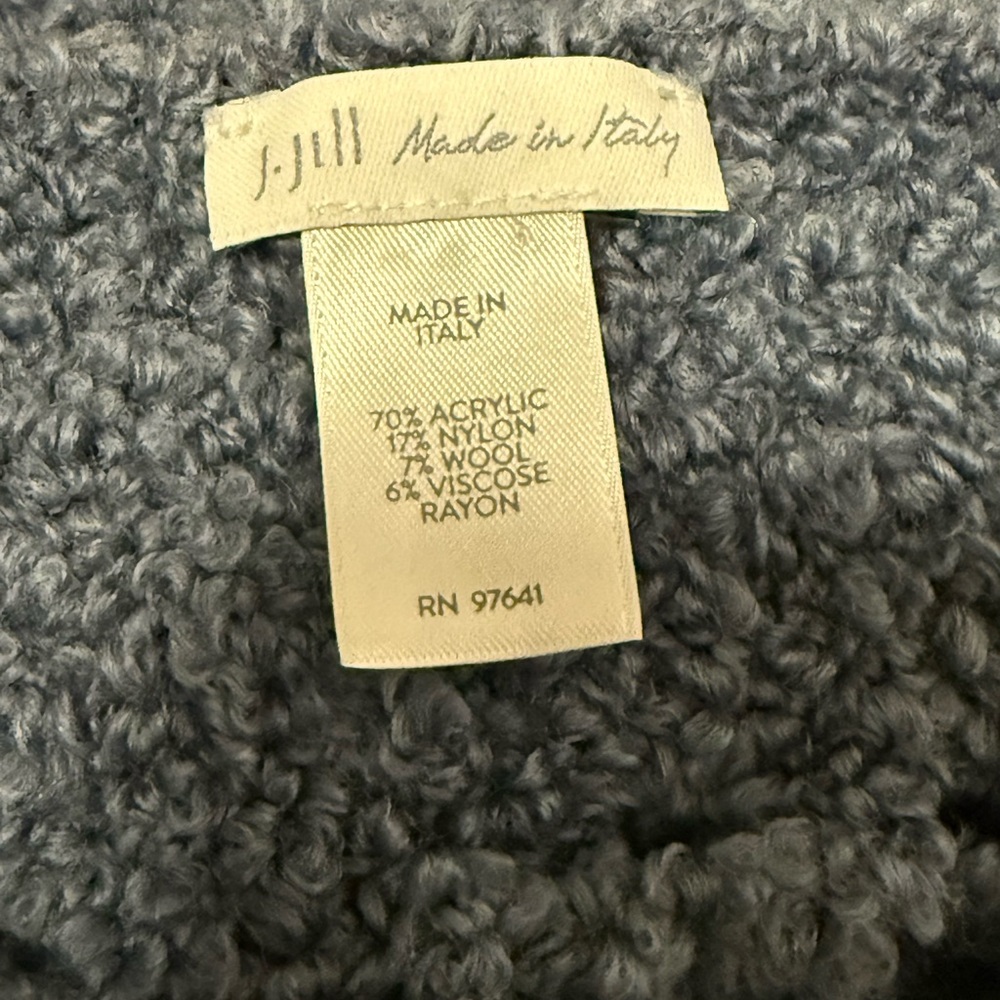 J.Jill Made in Italy
MADE IN
ITALY
70% ACRYLIC
17% NYLON
7% WOOL
6% VISCOSE
RAYON
RN 97641